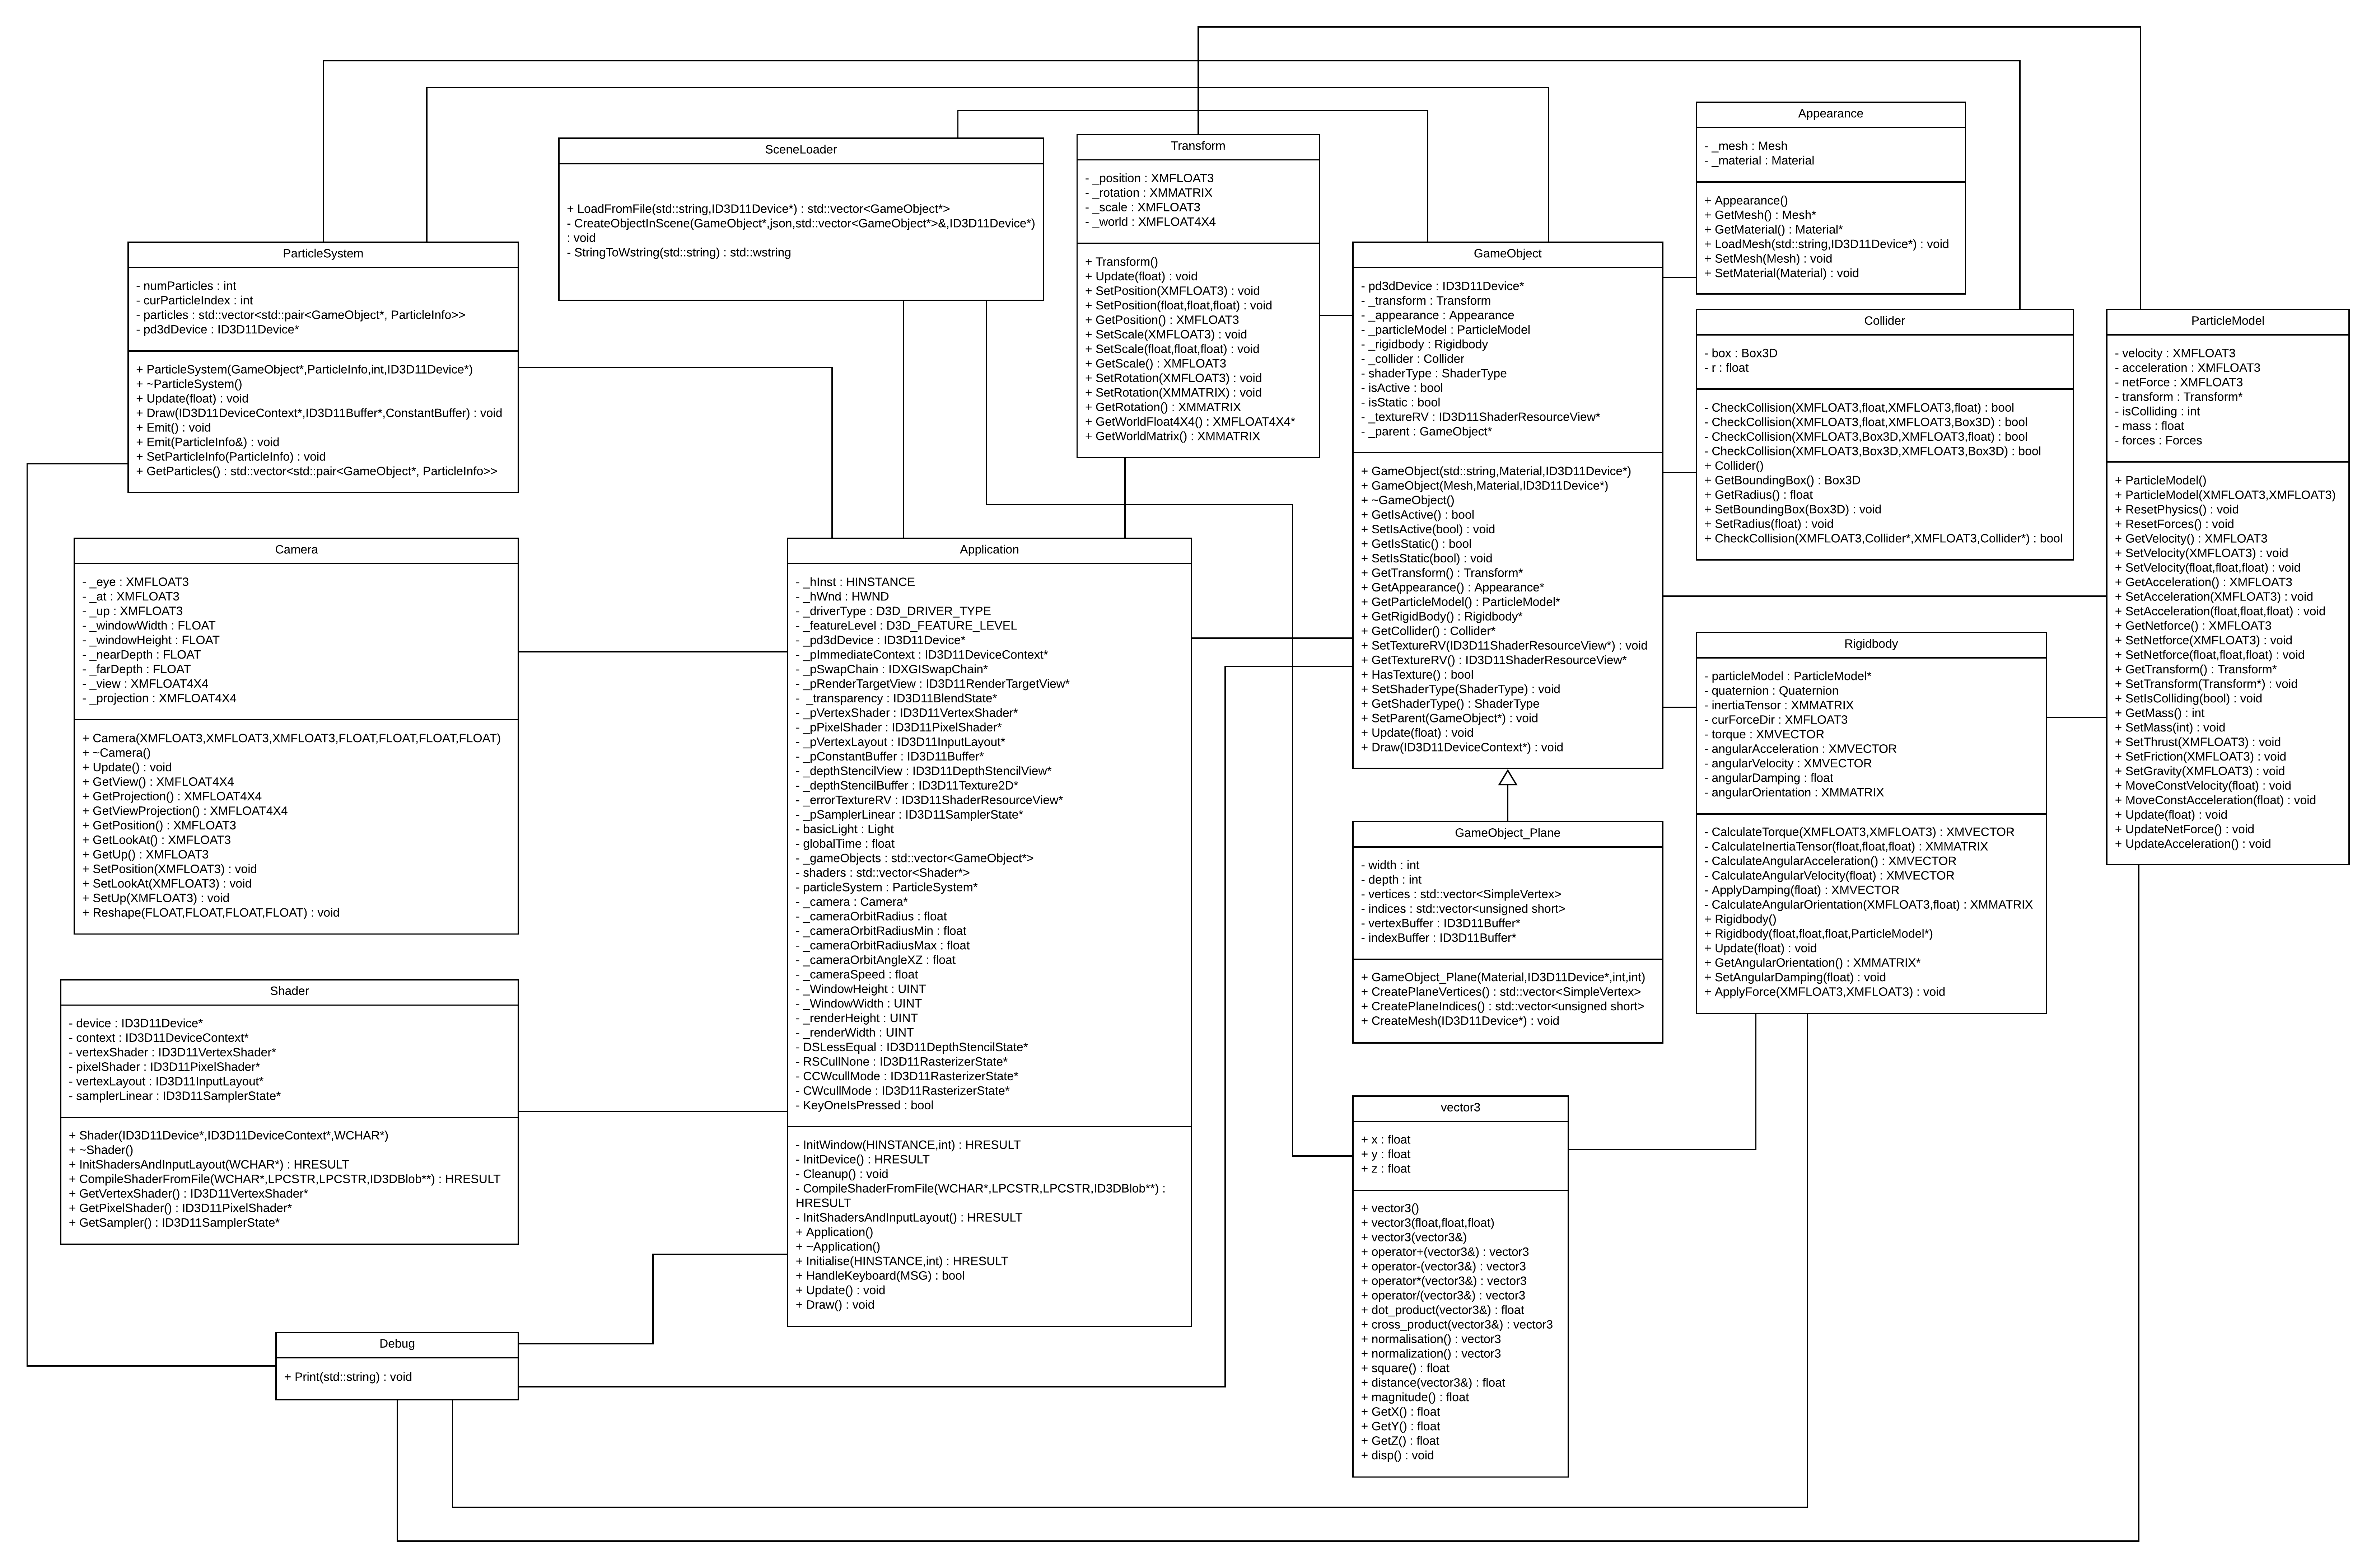 SceneLoader
+ LoadFromFile(std::string,ID3D11Device*) : std::vector<GameObject*>
- CreateObjectInScene(GameObject*,json,std::vector<GameObject*>&,ID3D11Device*)
: void
- StringToWstring(std::string) : std::wstring
Transform
- _position : XMFLOAT3
- _rotation : XMMATRIX
- _scale : XMFLOAT3
- _world : XMFLOAT4X4
+ Transform()
+ Update(float) : void
+ SetPosition(XMFLOAT3) : void
+ SetPosition(float,float,float) : void
+ GetPosition() : XMFLOAT3
+ SetScale(XMFLOAT3) : void
+ SetScale(float,float,float) : void
+ GetScale() : XMFLOAT3
+ SetRotation(XMFLOAT3) : void
+ SetRotation(XMMATRIX) : void
+ GetRotation() : XMMATRIX
+ GetWorldFloat4X4() : XMFLOAT4X4*
+ GetWorldMatrix() : XMMATRIX
Appearance
- _mesh : Mesh
- _material : Material
+ Appearance()
+ GetMesh() : Mesh*
+ GetMaterial() : Material*
+ LoadMesh(std::string,ID3D11Device*) : void
+ SetMesh(Mesh) : void
+ SetMaterial(Material) : void
ParticleSystem
- numParticles : int
- curParticleIndex : int
- particles : std::vector<std::pair<GameObject*, ParticleInfo>>
- pd3dDevice : ID3D11Device*
+ ParticleSystem(GameObject*,ParticleInfo,int,ID3D11Device*)
+ ~ParticleSystem()
+ Update(float) : void
+ Draw(ID3D11DeviceContext*,ID3D11Buffer*,ConstantBuffer) : void
+ Emit() : void
+ Emit(ParticleInfo&) : void
+ SetParticleInfo(ParticleInfo) : void
+ GetParticles() : std::vector<std::pair<GameObject*, ParticleInfo>>
GameObject
- pd3dDevice : ID3D11Device*
- _transform : Transform
- _appearance : Appearance
- _particleModel : ParticleModel
- _rigidbody : Rigidbody
- _collider : Collider
- shaderType : ShaderType
- isActive : bool
- isStatic : bool
- _textureRV : ID3D11ShaderResourceView*
- _parent : GameObject*
+ GameObject(std::string,Material,ID3D11Device*)
+ GameObject(Mesh,Material,ID3D11Device*)
+ ~GameObject()
+ GetIsActive() : bool
+ SetIsActive(bool) : void
+ GetIsStatic() : bool
+ SetIsStatic(bool) : void
+ GetTransform() : Transform*
+ GetAppearance() : Appearance*
+ GetParticleModel() : ParticleModel*
+ GetRigidBody() : Rigidbody*
+ GetCollider() : Collider*
+ SetTextureRV(ID3D11ShaderResourceView*) : void
+ GetTextureRV() : ID3D11ShaderResourceView*
+ HasTexture() : bool
+ SetShaderType(ShaderType) : void
+ GetShaderType() : ShaderType
+ SetParent(GameObject*) : void
+ Update(float) : void
+ Draw(ID3D11DeviceContext*) : void
Collider
- box : Box3D
- r : float
- CheckCollision(XMFLOAT3,float,XMFLOAT3,float) : bool
- CheckCollision(XMFLOAT3,float,XMFLOAT3,Box3D) : bool
- CheckCollision(XMFLOAT3,Box3D,XMFLOAT3,float) : bool
- CheckCollision(XMFLOAT3,Box3D,XMFLOAT3,Box3D) : bool
+ Collider()
+ GetBoundingBox() : Box3D
+ GetRadius() : float
+ SetBoundingBox(Box3D) : void
+ SetRadius(float) : void
+ CheckCollision(XMFLOAT3,Collider*,XMFLOAT3,Collider*) : bool
ParticleModel
- velocity : XMFLOAT3
- acceleration : XMFLOAT3
- netForce : XMFLOAT3
- transform : Transform*
- isColliding : int
- mass : float
- forces : Forces
+ ParticleModel()
+ ParticleModel(XMFLOAT3,XMFLOAT3)
+ ResetPhysics() : void
+ ResetForces() : void
+ GetVelocity() : XMFLOAT3
+ SetVelocity(XMFLOAT3) : void
+ SetVelocity(float,float,float) : void
+ GetAcceleration() : XMFLOAT3
+ SetAcceleration(XMFLOAT3) : void
+ SetAcceleration(float,float,float) : void
+ GetNetforce() : XMFLOAT3
+ SetNetforce(XMFLOAT3) : void
+ SetNetforce(float,float,float) : void
+ GetTransform() : Transform*
+ SetTransform(Transform*) : void
+ SetIsColliding(bool) : void
+ GetMass() : int
+ SetMass(int) : void
+ SetThrust(XMFLOAT3) : void
+ SetFriction(XMFLOAT3) : void
+ SetGravity(XMFLOAT3) : void
+ MoveConstVelocity(float) : void
+ MoveConstAcceleration(float) : void
+ Update(float) : void
+ UpdateNetForce() : void
+ UpdateAcceleration() : void
Camera
- _eye : XMFLOAT3
- _at : XMFLOAT3
- _up : XMFLOAT3
- _windowWidth : FLOAT
- _windowHeight : FLOAT
- _nearDepth : FLOAT
- _farDepth : FLOAT
- _view : XMFLOAT4X4
- _projection : XMFLOAT4X4
+ Camera(XMFLOAT3,XMFLOAT3,XMFLOAT3,FLOAT,FLOAT,FLOAT,FLOAT)
+ ~Camera()
+ Update() : void
+ GetView() : XMFLOAT4X4
+ GetProjection() : XMFLOAT4X4
+ GetViewProjection() : XMFLOAT4X4
+ GetPosition() : XMFLOAT3
+ GetLookAt() : XMFLOAT3
+ GetUp() : XMFLOAT3
+ SetPosition(XMFLOAT3) : void
+ SetLookAt(XMFLOAT3) : void
+ SetUp(XMFLOAT3) : void
+ Reshape(FLOAT,FLOAT,FLOAT,FLOAT) : void
Application
- _hInst : HINSTANCE
- _hWnd : HWND
- _driverType : D3D_DRIVER_TYPE
- _featureLevel : D3D_FEATURE_LEVEL
- _pd3dDevice : ID3D11Device*
- _pImmediateContext : ID3D11DeviceContext*
- _pSwapChain : IDXGISwapChain*
- _pRenderTargetView : ID3D11RenderTargetView*
- _transparency : ID3D11BlendState*
- _pVertexShader : ID3D11VertexShader*
- _pPixelShader : ID3D11PixelShader*
- _pVertexLayout : ID3D11InputLayout*
- _pConstantBuffer : ID3D11Buffer*
- _depthStencilView : ID3D11DepthStencilView*
- _depthStencilBuffer : ID3D11Texture2D*
- _errorTextureRV : ID3D11ShaderResourceView*
- _pSamplerLinear : ID3D11SamplerState*
- basicLight : Light
- globalTime : float
- _gameObjects : std::vector<GameObject*>
- shaders : std::vector<Shader*>
- particleSystem : ParticleSystem*
- _camera : Camera*
- _cameraOrbitRadius : float
- _cameraOrbitRadiusMin : float
- _cameraOrbitRadiusMax : float
- _cameraOrbitAngleXZ : float
- _cameraSpeed : float
- _WindowHeight : UINT
- _WindowWidth : UINT
- _renderHeight : UINT
- _renderWidth : UINT
- DSLessEqual : ID3D11DepthStencilState*
- RSCullNone : ID3D11RasterizerState*
- CCWcullMode : ID3D11RasterizerState*
- CWcullMode : ID3D11RasterizerState*
- KeyOneIsPressed : bool
- InitWindow(HINSTANCE,int) : HRESULT
- InitDevice() : HRESULT
- Cleanup() : void
- CompileShaderFromFile(WCHAR*,LPCSTR,LPCSTR,ID3DBlob**) :
HRESULT
- InitShadersAndInputLayout() : HRESULT
+ Application()
+ ~Application()
+ Initialise(HINSTANCE,int) : HRESULT
+ HandleKeyboard(MSG) : bool
+ Update() : void
+ Draw() : void
Rigidbody
- particleModel : ParticleModel*
- quaternion : Quaternion
- inertiaTensor : XMMATRIX
- curForceDir : XMFLOAT3
- torque : XMVECTOR
- angularAcceleration : XMVECTOR
- angularVelocity : XMVECTOR
- angularDamping : float
- angularOrientation : XMMATRIX
- CalculateTorque(XMFLOAT3,XMFLOAT3) : XMVECTOR
- CalculateInertiaTensor(float,float,float) : XMMATRIX
- CalculateAngularAcceleration() : XMVECTOR
- CalculateAngularVelocity(float) : XMVECTOR
- ApplyDamping(float) : XMVECTOR
- CalculateAngularOrientation(XMFLOAT3,float) : XMMATRIX
+ Rigidbody()
+ Rigidbody(float,float,float,ParticleModel*)
+ Update(float) : void
+ GetAngularOrientation() : XMMATRIX*
+ SetAngularDamping(float) : void
+ ApplyForce(XMFLOAT3,XMFLOAT3) : void
GameObject_Plane
- width : int
- depth : int
- vertices : std::vector<SimpleVertex>
- indices : std::vector<unsigned short>
- vertexBuffer : ID3D11Buffer*
- indexBuffer : ID3D11Buffer*
+ GameObject_Plane(Material,ID3D11Device*,int,int)
+ CreatePlaneVertices() : std::vector<SimpleVertex>
+ CreatePlaneIndices() : std::vector<unsigned short>
+ CreateMesh(ID3D11Device*) : void
Shader
- device : ID3D11Device*
- context : ID3D11DeviceContext*
- vertexShader : ID3D11VertexShader*
- pixelShader : ID3D11PixelShader*
- vertexLayout : ID3D11InputLayout*
- samplerLinear : ID3D11SamplerState*
+ Shader(ID3D11Device*,ID3D11DeviceContext*,WCHAR*)
+ ~Shader()
+ InitShadersAndInputLayout(WCHAR*) : HRESULT
+ CompileShaderFromFile(WCHAR*,LPCSTR,LPCSTR,ID3DBlob**) : HRESULT
+ GetVertexShader() : ID3D11VertexShader*
+ GetPixelShader() : ID3D11PixelShader*
+ GetSampler() : ID3D11SamplerState*
vector3
+ x : float
+ y : float
+ z : float
+ vector3()
+ vector3(float,float,float)
+ vector3(vector3&)
+ operator+(vector3&) : vector3
+ operator-(vector3&) : vector3
+ operator*(vector3&) : vector3
+ operator/(vector3&) : vector3
+ dot_product(vector3&) : float
+ cross_product(vector3&) : vector3
+ normalisation() : vector3
+ normalization() : vector3
+ square() : float
+ distance(vector3&) : float
+ magnitude() : float
+ GetX() : float
+ GetY() : float
+ GetZ() : float
+ disp() : void
Debug
+ Print(std::string) : void